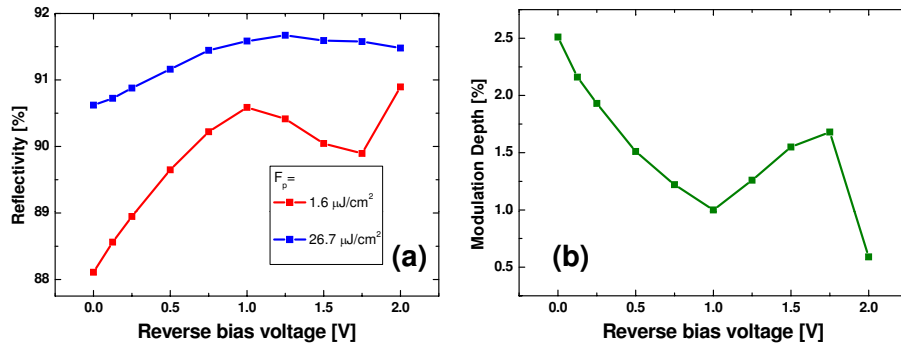 92
91
90
89
88
Reflectivity [%]
F_p=
1.6 μJ/cm²
26.7 μJ/cm²
(a)
0.0 0.5 1.0 1.5 2.0
Reverse bias voltage [V]
2.5
2.0
1.5
1.0
0.5
Modulation Depth [%]
(b)
0.0 0.5 1.0 1.5 2.0
Reverse bias voltage [V]